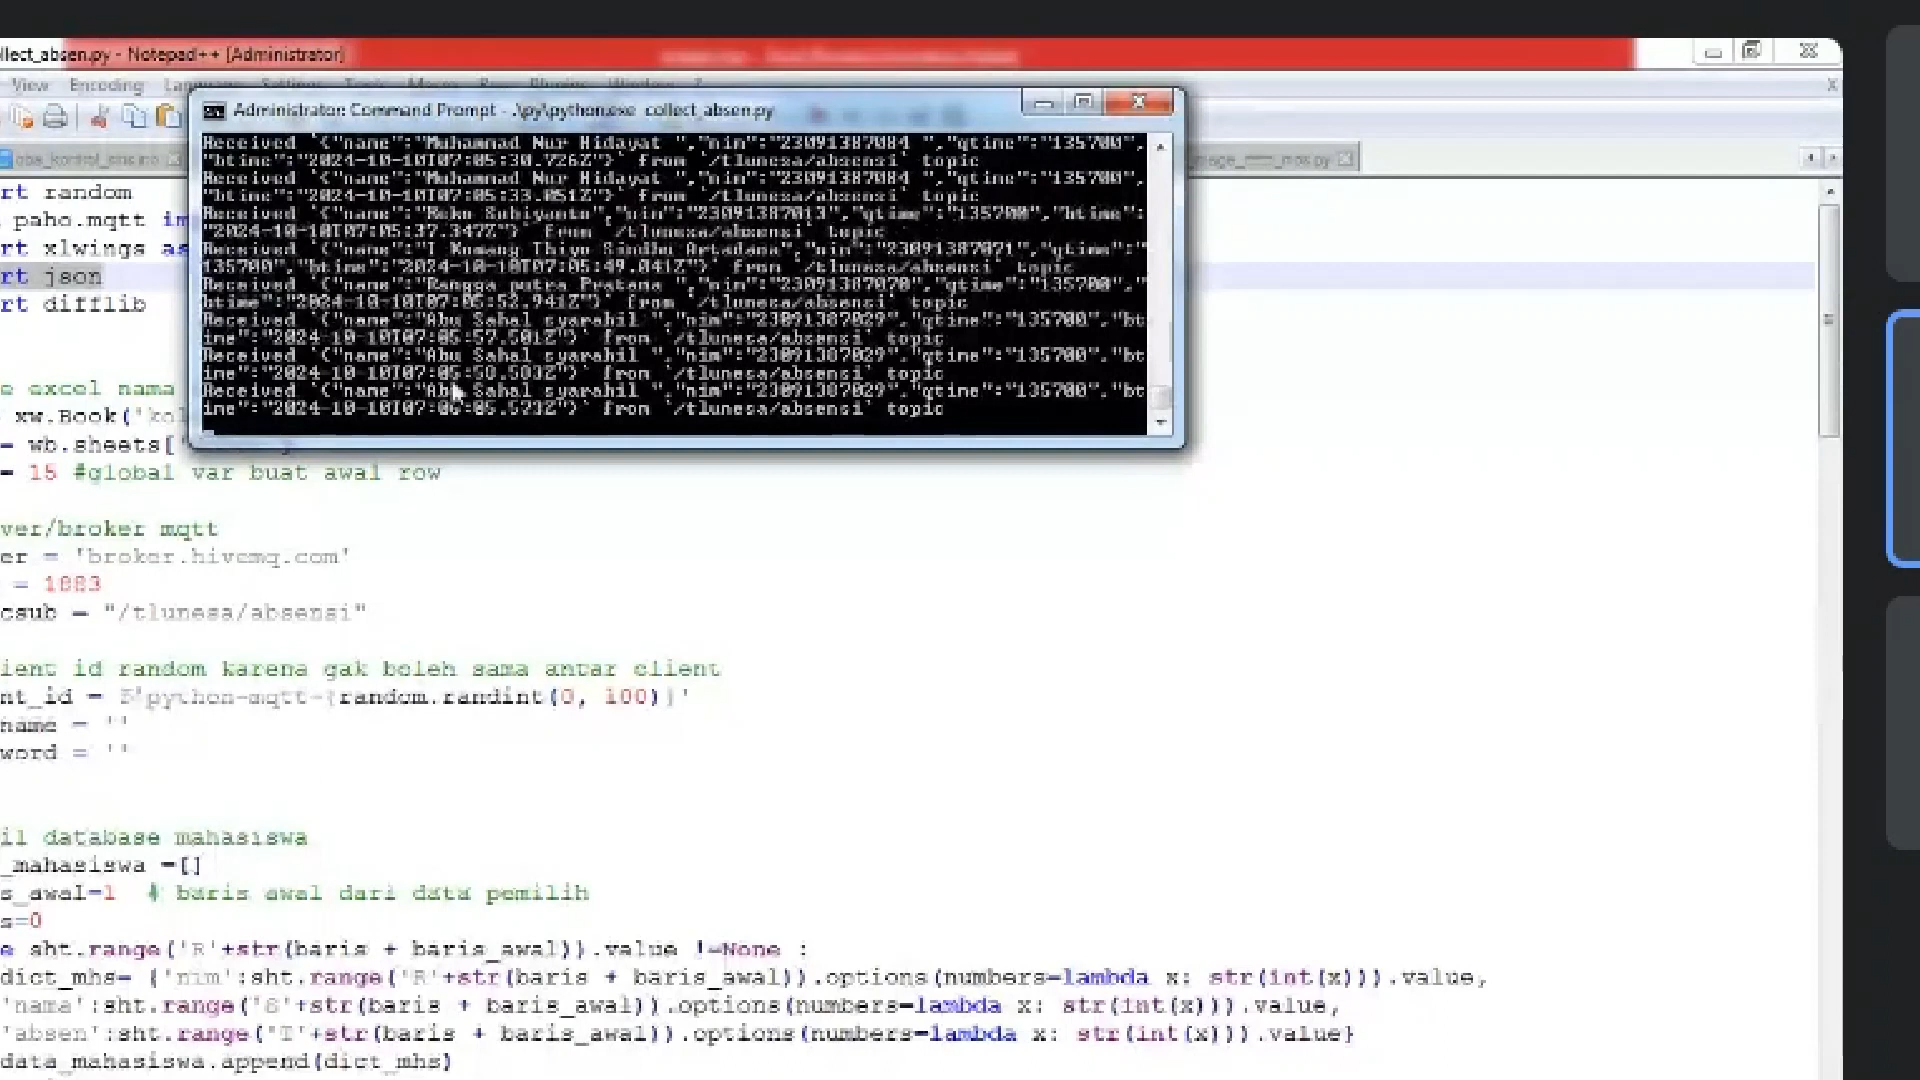 llect_absen.py - Notepad++ [Administrator]
View Encoding Language Settings Tools Macro Run Plugins Window ?
Administrator: Command Prompt - .\py\python.exe collect_absen.py
Received `{"name":"Muhammad Nur Hidayat ","nim":"23091387084 ","qtime":"135700",
"btime":"2024-10-10T07:05:30.726Z"}` from `/tlunesa/absensi` topic
Received `{"name":"Muhammad Nur Hidayat ","nim":"23091387084 ","qtime":"135700",
"btime":"2024-10-10T07:05:33.051Z"}` from `/tlunesa/absensi` topic
Received `{"name":"","nim":"23091387013","qtime":"135700","btime":
"2024-10-10T07:05:37.347Z"}` from `/tlunesa/absensi` topic
Received `{"name":"I Komang Thiyo Sindhu Artadana","nim":"23091387071","qtime":"
135700","btime":"2024-10-10T07:05:49.041Z"}` from `/tlunesa/absensi` topic
Received `{"name":"Rangga putra Pratama ","nim":"23091387070","qtime":"135700","
btime":"2024-10-10T07:05:52.941Z"}` from `/tlunesa/absensi` topic
Received `{"name":"Abu Sahal syarahil ","nim":"23091387029","qtime":"135700","bt
ime":"2024-10-10T07:05:57.501Z"}` from `/tlunesa/absensi` topic
Received `{"name":"Abu Sahal syarahil ","nim":"23091387029","qtime":"135700","bt
ime":"2024-10-10T07:05:58.583Z"}` from `/tlunesa/absensi` topic
Received `{"name":"Abu Sahal syarahil ","nim":"23091387029","qtime":"135700","bt
ime":"2024-10-10T07:06:05.523Z"}` from `/tlunesa/absensi` topic
rt random
paho.mqtt im
rt xlwings as
rt json
rt difflib
e excel nama
xw.Book('
= wb.sheets['
= 15 #global var buat awal row
ver/broker mqtt
er = 'broker.hivemq.com'
= 1883
csub = "/tlunesa/absensi"
ient id random karena gak boleh sama antar client
nt_id = f'python-mqtt-{random.randint(0, 100)}'
name = ''
word = ''
il database mahasiswa
_mahasiswa =[]
s_awal=1 # baris awal dari data pemilih
s=0
e sht.range('R'+str(baris + baris_awal)).value !=None :
dict_mhs= {'nim':sht.range('R'+str(baris + baris_awal)).options(numbers=lambda x: str(int(x))).value,
'nama':sht.range('S'+str(baris + baris_awal)).options(numbers=lambda x: str(int(x))).value,
'absen':sht.range('T'+str(baris + baris_awal)).options(numbers=lambda x: str(int(x))).value}
data_mahasiswa.append(dict_mhs)